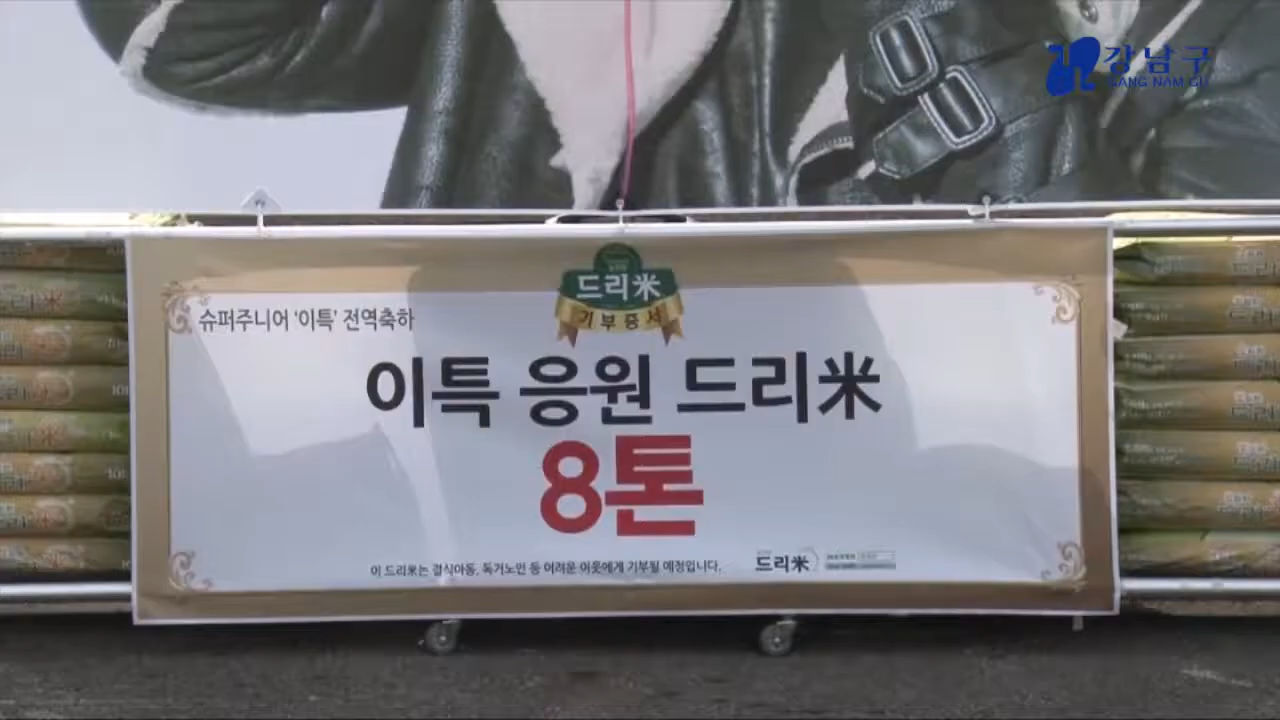 강남구
GANG NAM GU
드리米
기부증서
슈퍼주니어 '이특' 전역축하
이특 응원 드리米
8톤
이 드리米는 결식아동, 독거노인 등 어려운 이웃에게 기부될 예정입니다.
드리米